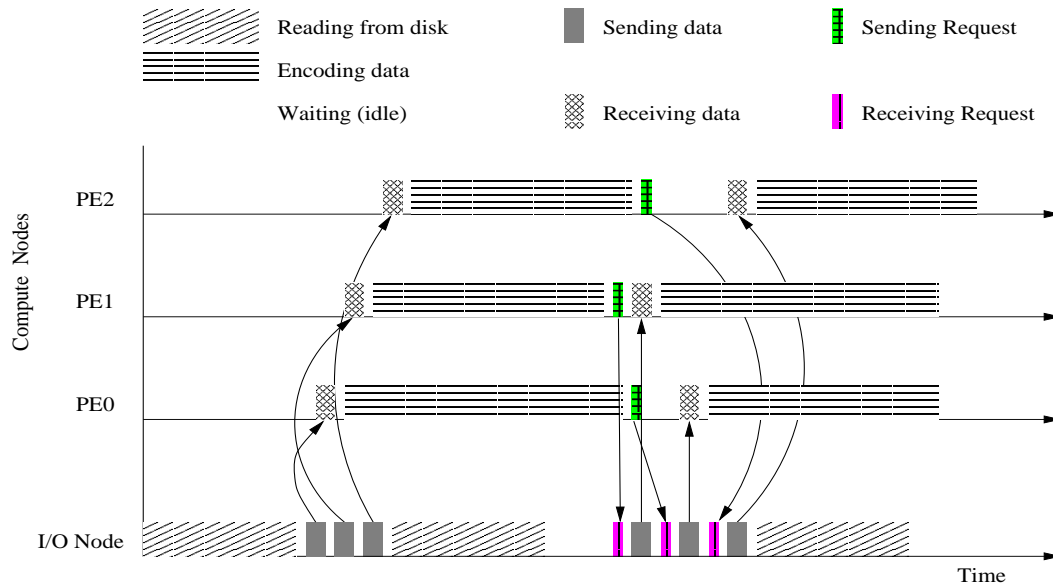 Reading from disk
Sending data
Sending Request
Encoding data
Waiting (idle)
Receiving data
Receiving Request
PE2
PE1
PE0
I/O Node
Compute Nodes
Time